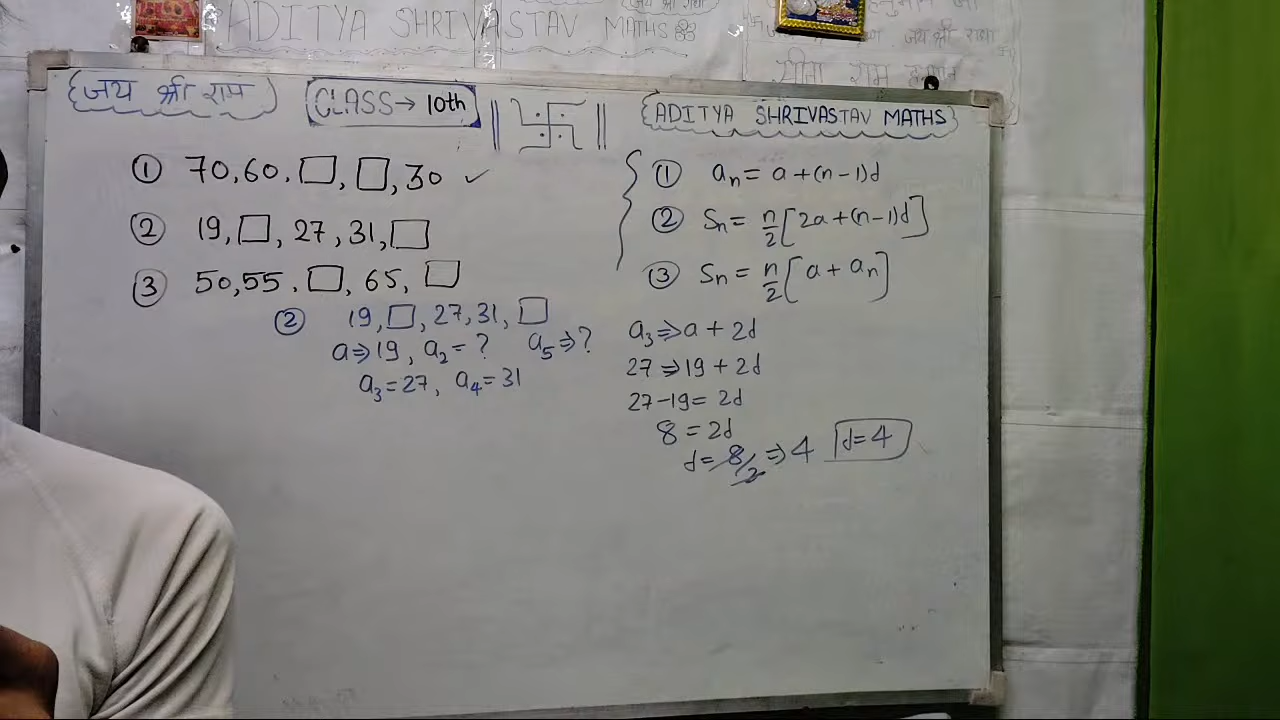 ADITYA SHRIVASTAV MATHS
जय श्री राधा
जय श्री राधा
सीता राम हनुमान
{जय श्री राम}
CLASS→10th
{ADITYA SHRIVASTAV MATHS}
① 70,60, □, □, 30 ✓
② 19, □, 27, 31, □
③ 50,55, □, 65, □
① aₙ = a+(n-1)d
② Sₙ = n/2[2a+(n-1)d]
③ Sₙ = n/2[a+aₙ]
② 19, □, 27, 31, □
a⇒19, a₂=? a₅⇒?
a₃=27, a₄=31
a₃⇒a+2d
27⇒19+2d
27-19=2d
8=2d
d=8/2⇒4 d=4